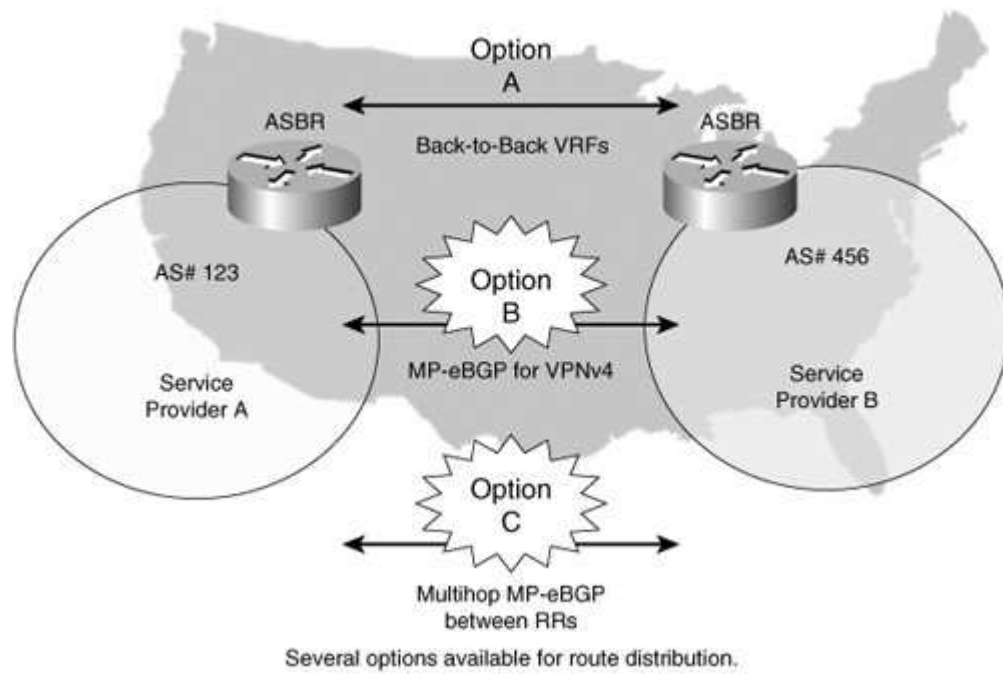 Option
A
ASBR
ASBR
Back-to-Back VRFs
AS# 123
AS# 456
Option
B
MP-eBGP for VPNv4
Service
Provider A
Service
Provider B
Option
C
Multihop MP-eBGP
between RRs
Several options available for route distribution.